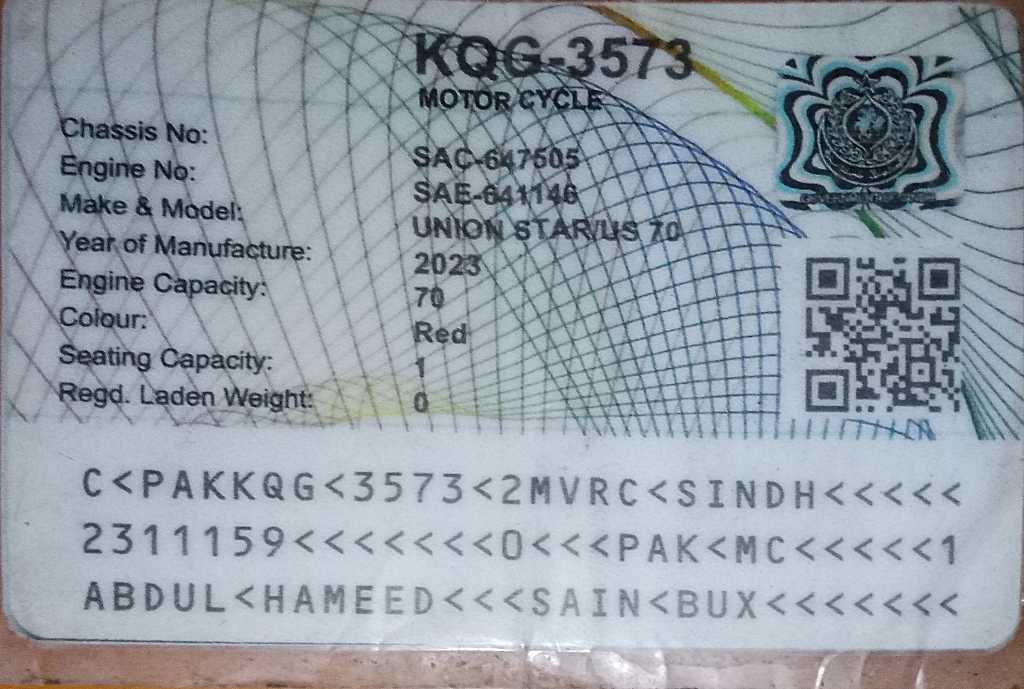 KQG-3573
MOTOR CYCLE
Chassis No: SAC-647505
Engine No: SAE-641146
Make & Model: UNION STAR/US 70
Year of Manufacture: 2023
Engine Capacity: 70
Colour: Red
Seating Capacity: 1
Regd. Laden Weight: 0
C<PAKKQG<3573<2MVRC<SINDH<<<<<
2311159<<<<<<<<0<<<PAK<MC<<<<<1
ABDUL<HAMEED<<<SAIN<BUX<<<<<<<